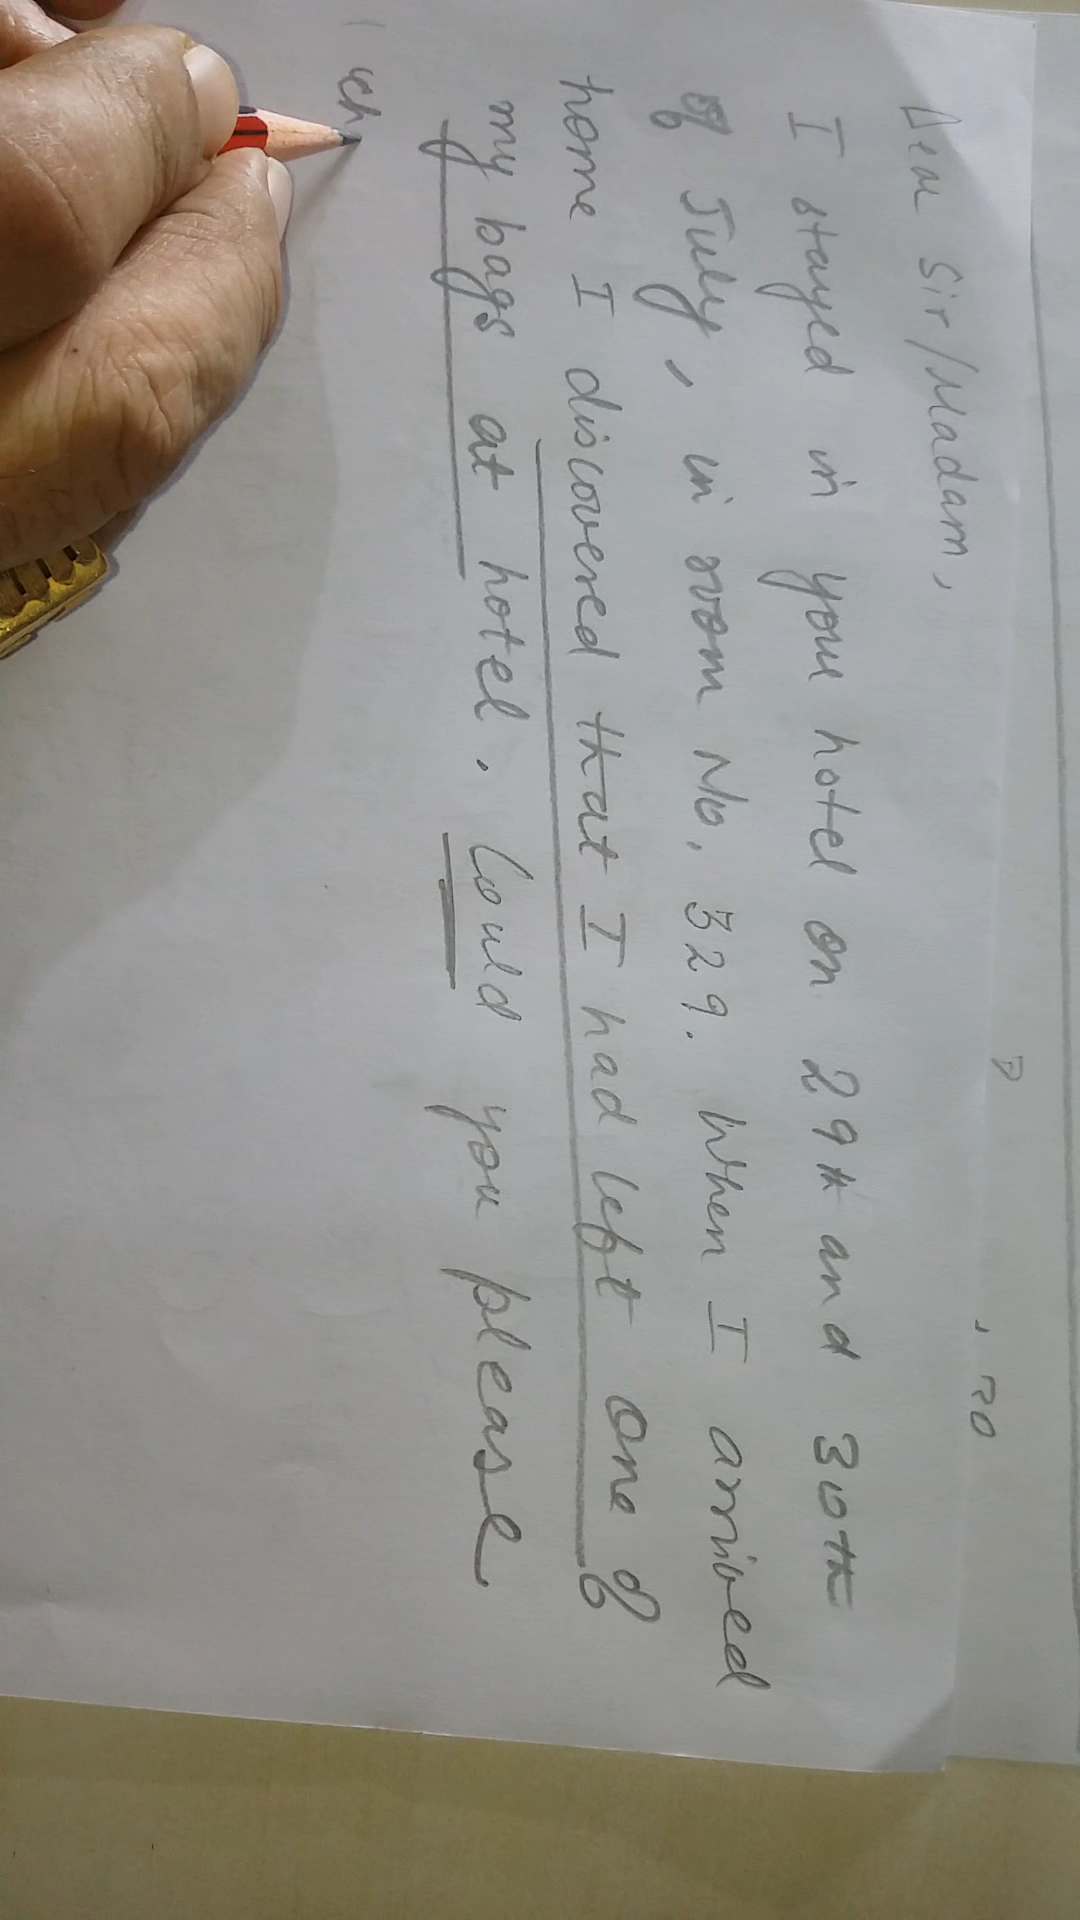 Dear Sir/Madam,
I stayed in your hotel on 29th and 30th
of July, in room No. 329. When I arrived
home I discovered that I had left one of
my bags at hotel. Could you please
ch